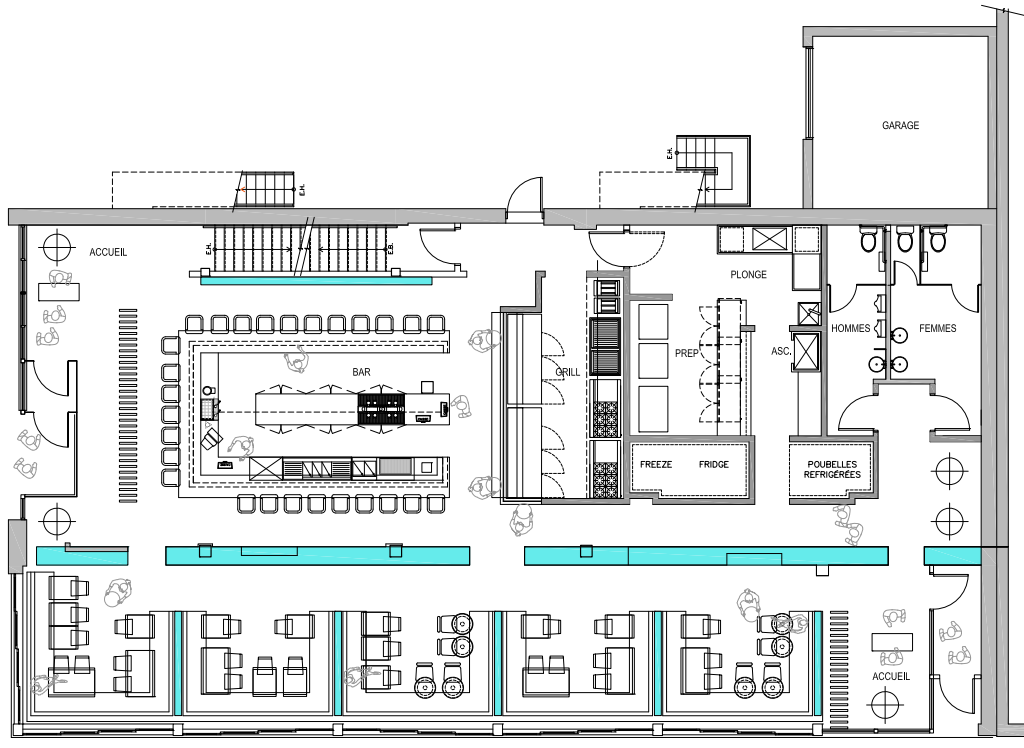 GARAGE
E.H.
E.H.
ACCUEIL
E.H.
E.B.
PLONGE
HOMMES
FEMMES
PREP
ASC.
BAR
GRILL
FREEZE
FRIDGE
POUBELLES
REFRIGÉRÉES
ACCUEIL